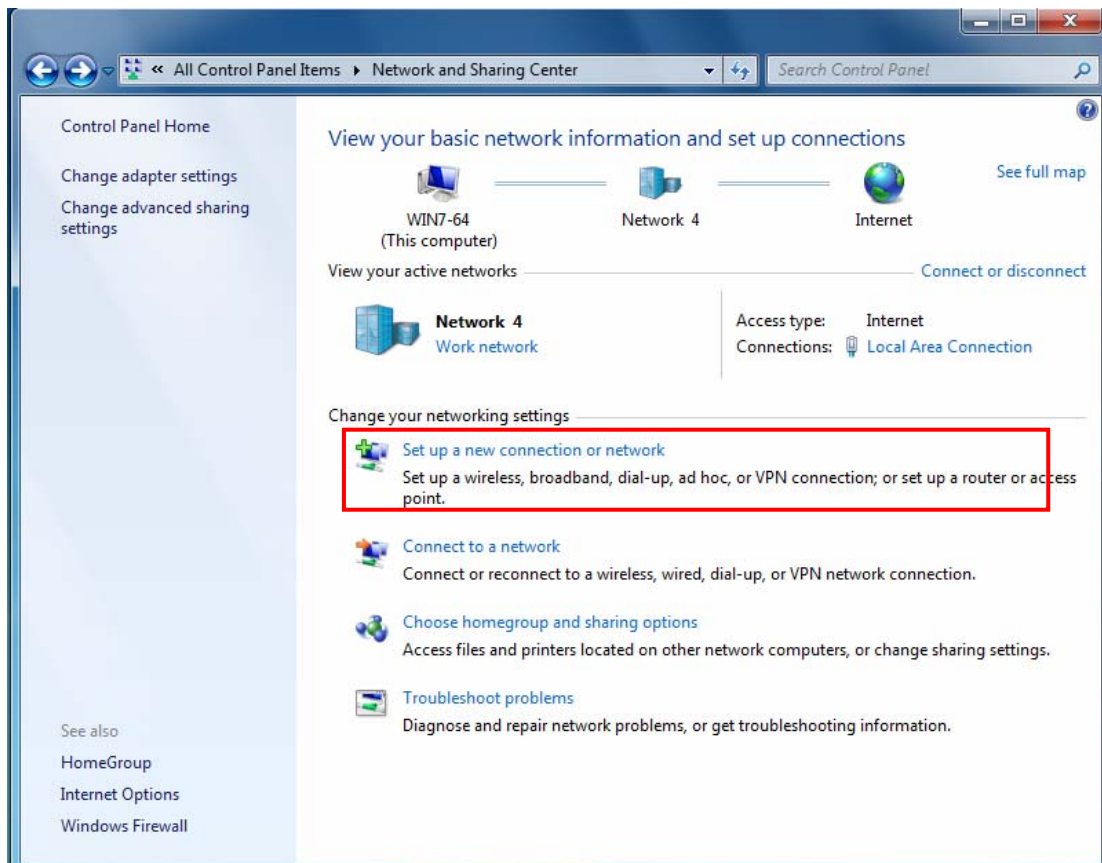 « All Control Panel Items ▸ Network and Sharing Center
Search Control Panel
Control Panel Home
Change adapter settings
Change advanced sharing
settings
View your basic network information and set up connections
See full map
WIN7-64
(This computer)
Network 4
Internet
View your active networks
Connect or disconnect
Network 4
Work network
Access type: Internet
Connections: Local Area Connection
Change your networking settings
Set up a new connection or network
Set up a wireless, broadband, dial-up, ad hoc, or VPN connection; or set up a router or access
point.
Connect to a network
Connect or reconnect to a wireless, wired, dial-up, or VPN network connection.
Choose homegroup and sharing options
Access files and printers located on other network computers, or change sharing settings.
Troubleshoot problems
Diagnose and repair network problems, or get troubleshooting information.
See also
HomeGroup
Internet Options
Windows Firewall